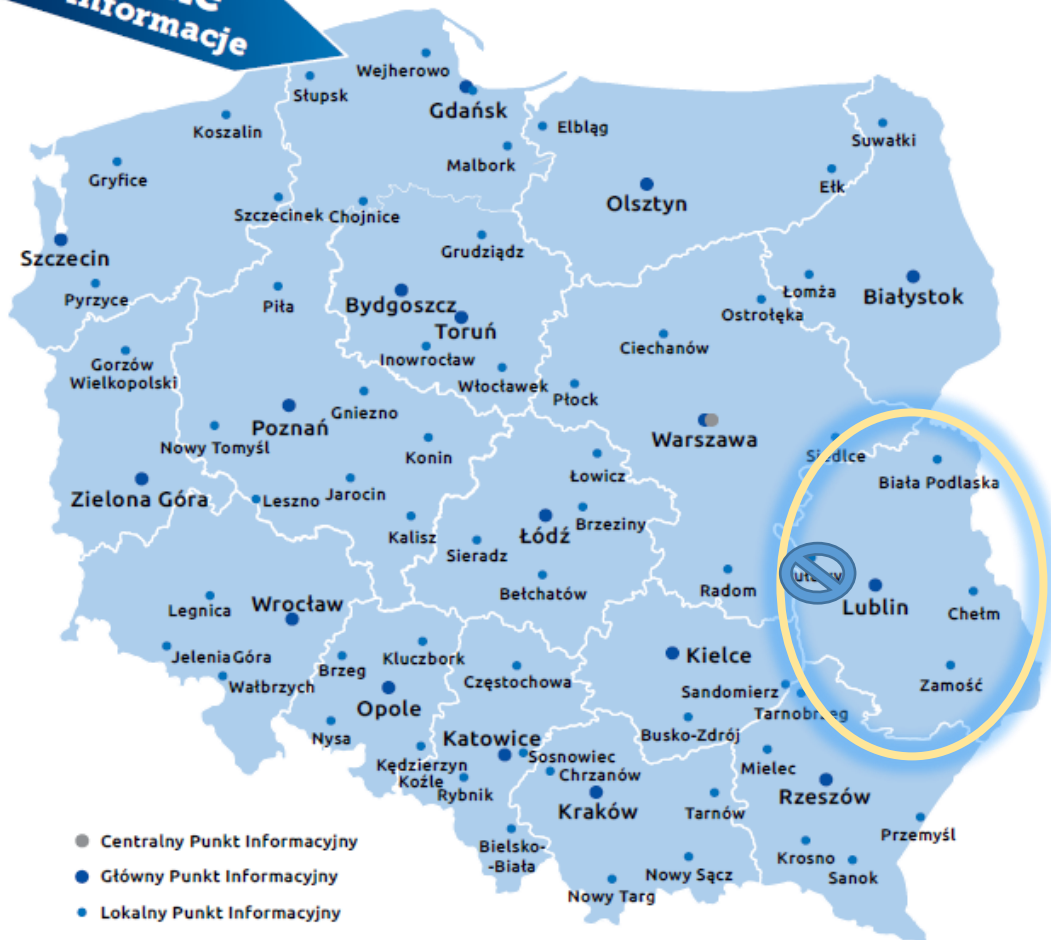 informacje
Wejherowo
Słupsk
Gdańsk
Koszalin
Elbląg
Suwałki
Malbork
Gryfice
Ełk
Olsztyn
Szczecinek
Chojnice
Grudziądz
Szczecin
Pyrzyce
Piła
Bydgoszcz
Łomża
Białystok
Ostrołęka
Toruń
Ciechanów
Inowrocław
Gorzów
Wielkopolski
Włocławek
Płock
Gniezno
Poznań
Warszawa
Nowy Tomyśl
Konin
Siedlce
Łowicz
Biała Podlaska
Zielona Góra
Leszno
Jarocin
Brzeziny
Kalisz
Łódź
Sieradz
Radom
Bełchatów
Legnica
Wrocław
Lublin
Chełm
Jelenia Góra
Brzeg
Kluczbork
Kielce
Wałbrzych
Częstochowa
Sandomierz
Zamość
Opole
Tarnobrzeg
Nysa
Katowice
Busko-Zdrój
Sosnowiec
Kędzierzyn
Koźle
Chrzanów
Mielec
Rybnik
Kraków
Tarnów
Rzeszów
Przemyśl
Bielsko-
-Biała
Krosno
Nowy Sącz
Sanok
Nowy Targ
Centralny Punkt Informacyjny
Główny Punkt Informacyjny
Lokalny Punkt Informacyjny